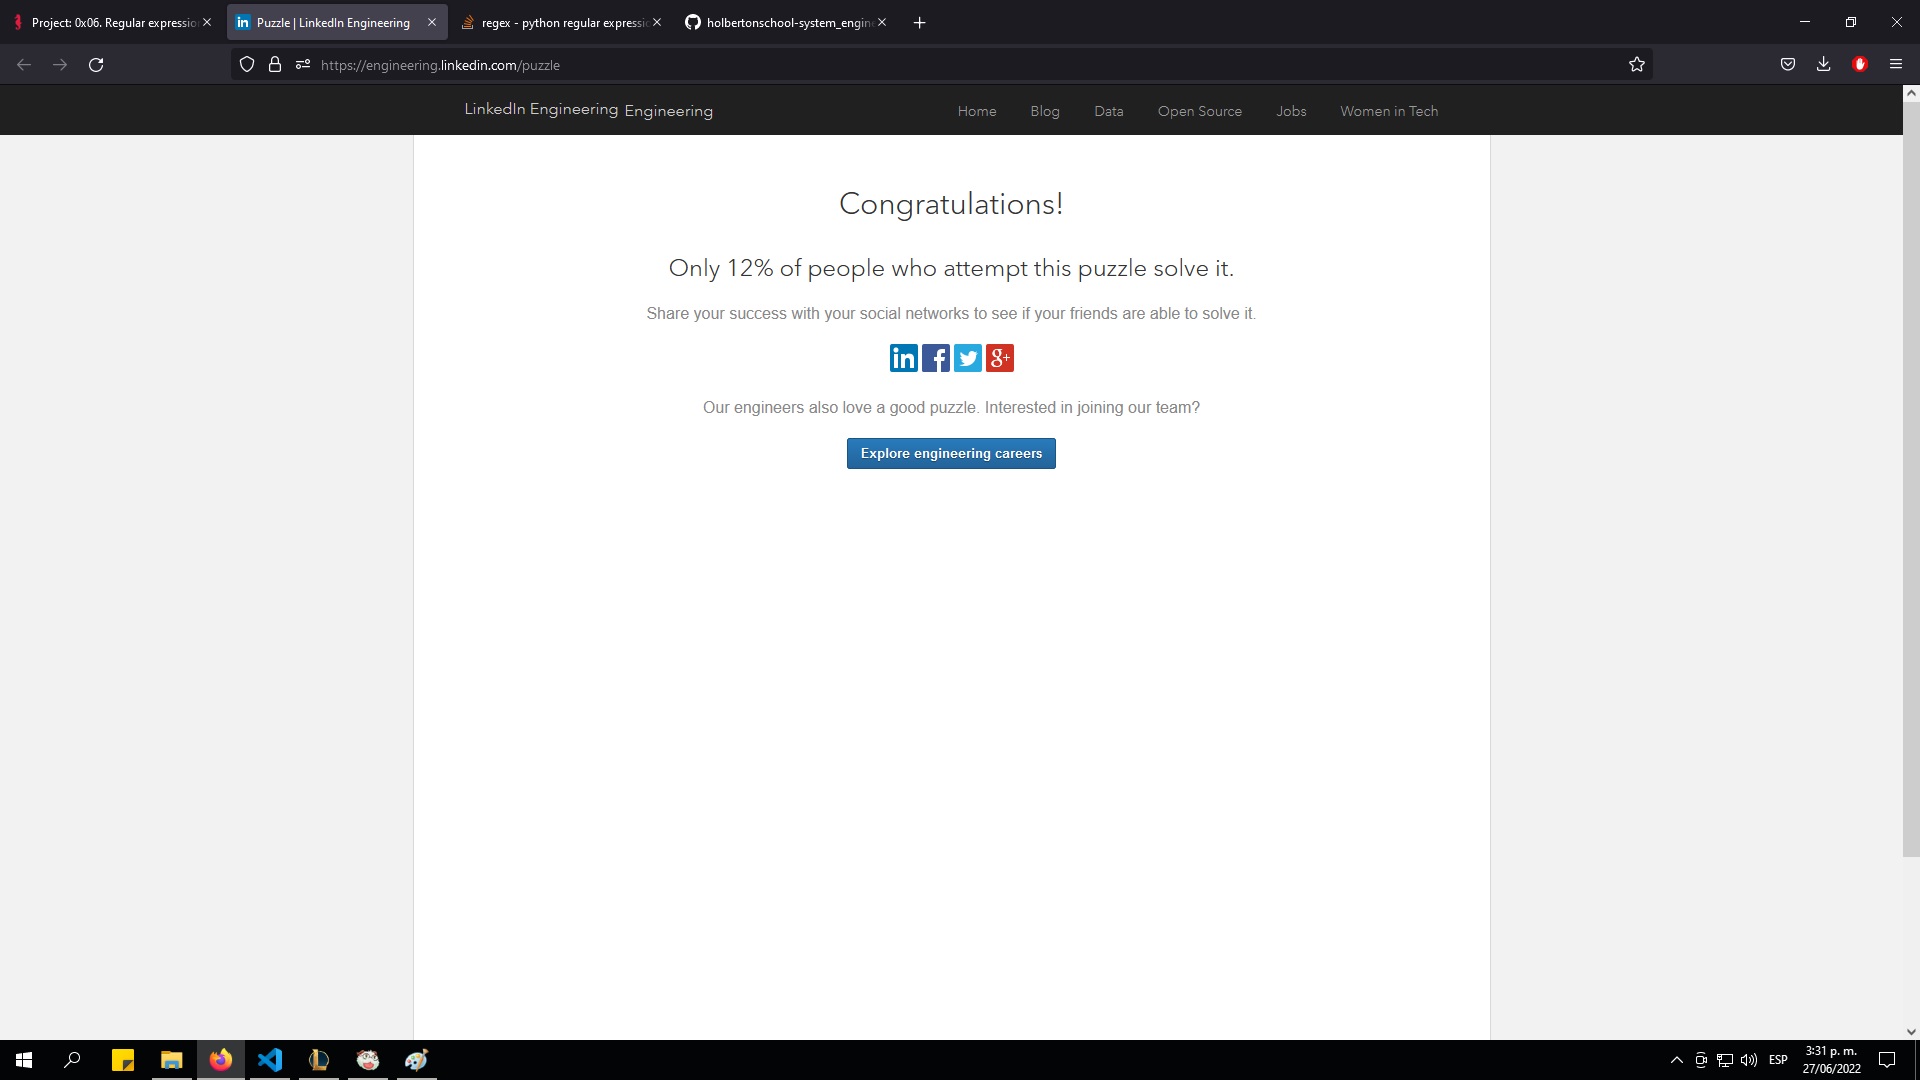 Project: 0x06. Regular expressio
Puzzle | LinkedIn Engineering
regex - python regular expressic
holbertonschool-system_engine
https://engineering.linkedin.com/puzzle
LinkedIn Engineering Engineering
Home Blog Data Open Source Jobs Women in Tech
Congratulations!
Only 12% of people who attempt this puzzle solve it.
Share your success with your social networks to see if your friends are able to solve it.
in f g+
Our engineers also love a good puzzle. Interested in joining our team?
Explore engineering careers
ESP
3:31 p. m.
27/06/2022